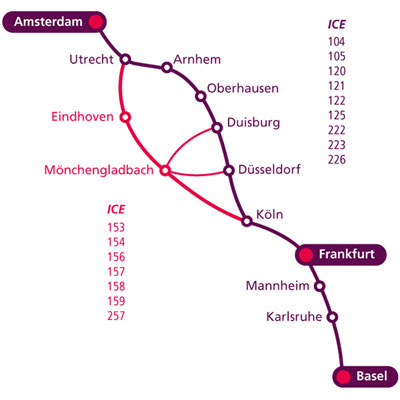 Amsterdam
Utrecht
Arnhem
Oberhausen
Eindhoven
Duisburg
Mönchengladbach
Düsseldorf
Köln
Frankfurt
Mannheim
Karlsruhe
Basel
ICE
104
105
120
121
122
125
222
223
226
ICE
153
154
156
157
158
159
257